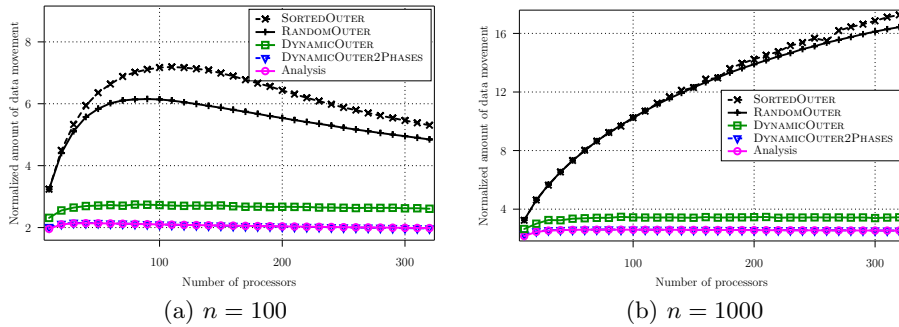 Normalized amount of data movement
8
6
4
2
100
200
300
Number of processors
SORTEDOUTER
RANDOMOUTER
DYNAMICOUTER
DYNAMICOUTER2PHASES
Analysis
(a) n = 100
Normalized amount of data movement
16
12
8
4
100
200
300
Number of processors
SORTEDOUTER
RANDOMOUTER
DYNAMICOUTER
DYNAMICOUTER2PHASES
Analysis
(b) n = 1000